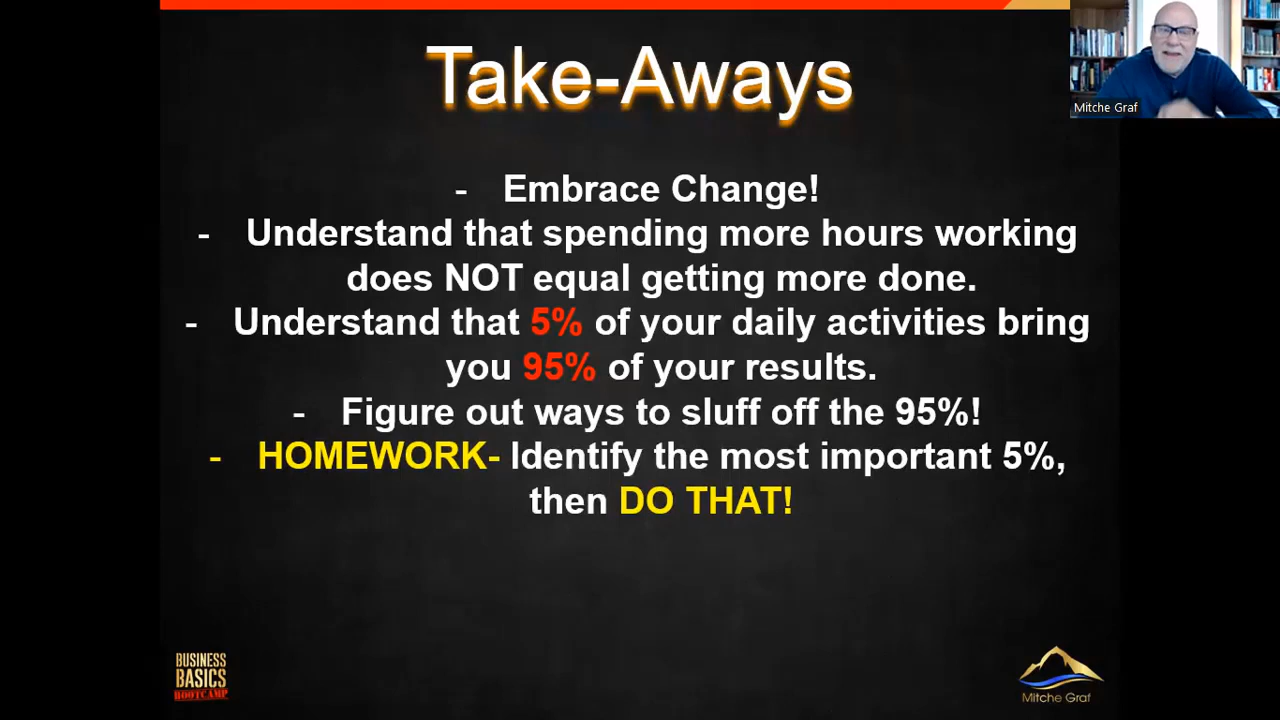 Take-Aways
Mitche Graf
- Embrace Change!
- Understand that spending more hours working
does NOT equal getting more done.
- Understand that 5% of your daily activities bring
you 95% of your results.
- Figure out ways to sluff off the 95%!
- HOMEWORK- Identify the most important 5%,
then DO THAT!
BUSINESS
BASICS
BOOTCAMP
Mitche Graf